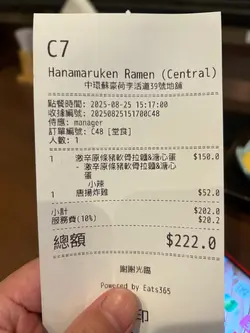 C7
Hanamaruken Ramen (Central)
中環蘇豪荷李活道39號地舖
點餐時間: 2025-08-25 15:17:00
收據編號: 20250825151700C48
侍應: manager
訂單編號: C48 [堂食]
人數: 1
1 激辛原條豬軟骨拉麵&溏心蛋 $150.0
- 激辛原條豬軟骨拉麵&溏心
蛋
小辣
1 唐揚炸雞 $52.0
小計 $202.0
服務費(10%) $20.2
總額 $222.0
謝謝光臨
Powered by Eats365
印